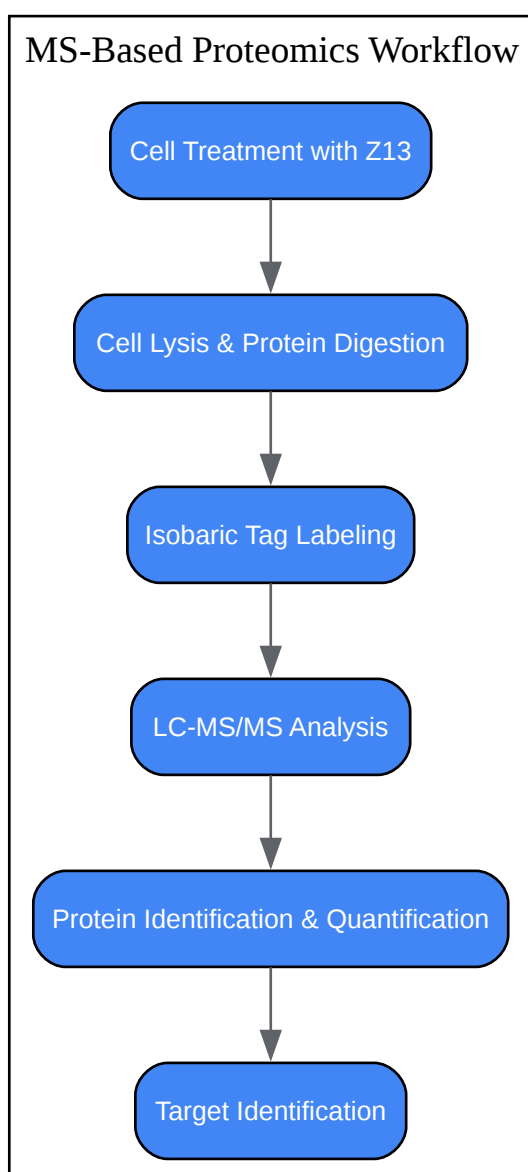 MS-Based Proteomics Workflow
Cell Treatment with Z13
Cell Lysis & Protein Digestion
Isobaric Tag Labeling
LC-MS/MS Analysis
Protein Identification & Quantification
Target Identification